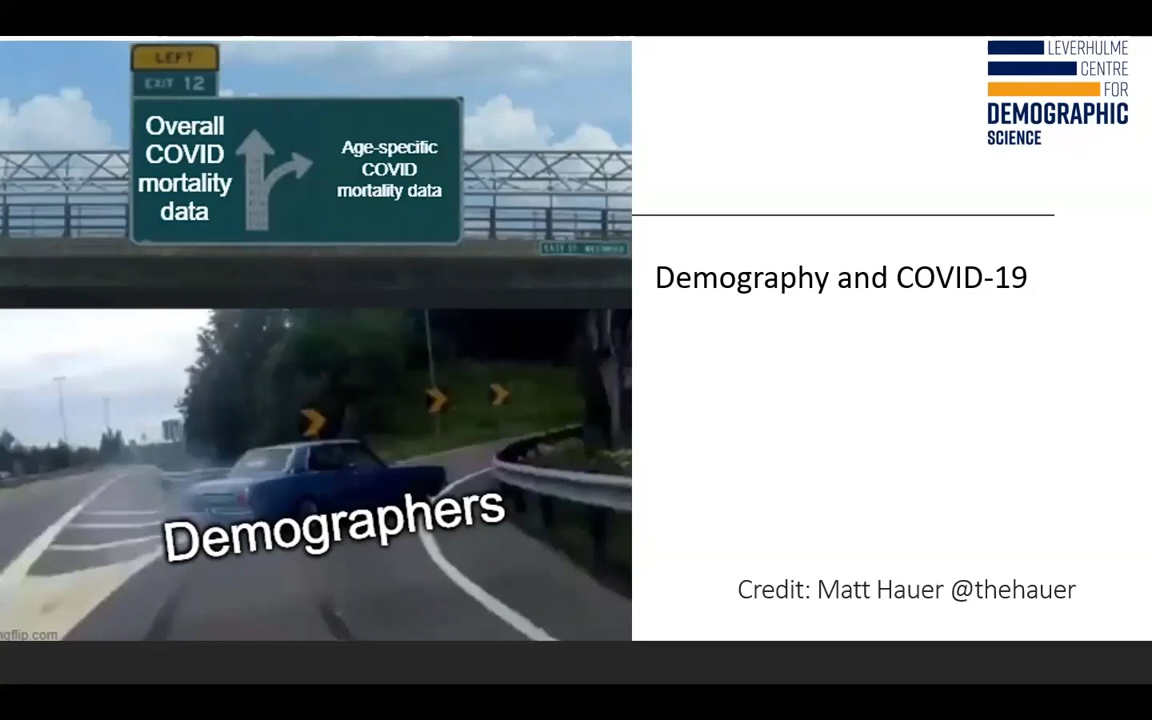 LEFT
EXIT 12
Overall
COVID
mortality
data
Age-specific
COVID
mortality data
Demographers
imgflip.com
LEVERHULME
CENTRE
FOR
DEMOGRAPHIC
SCIENCE
Demography and COVID-19
Credit: Matt Hauer @thehauer